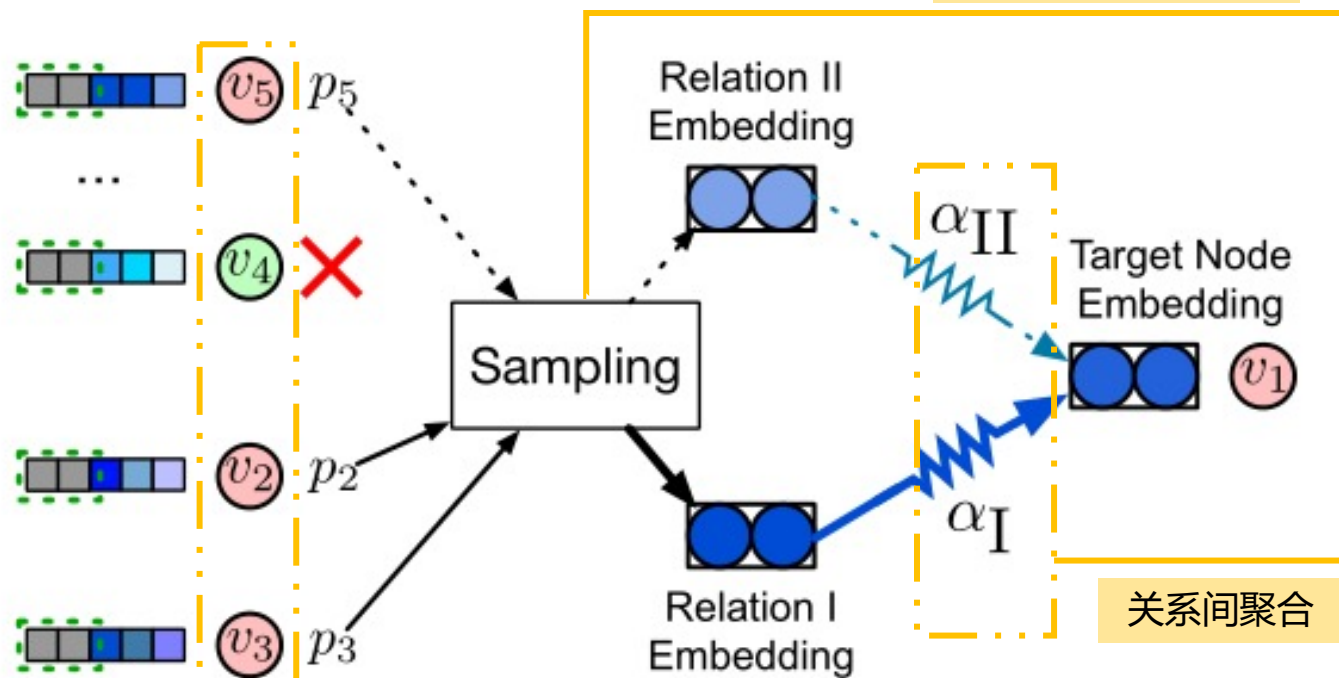 v5 p5
...
v4
v2 p2
v3 p3
Sampling
Relation II
Embedding
αII
Target Node
Embedding
v1
αI
Relation I
Embedding
关系间聚合